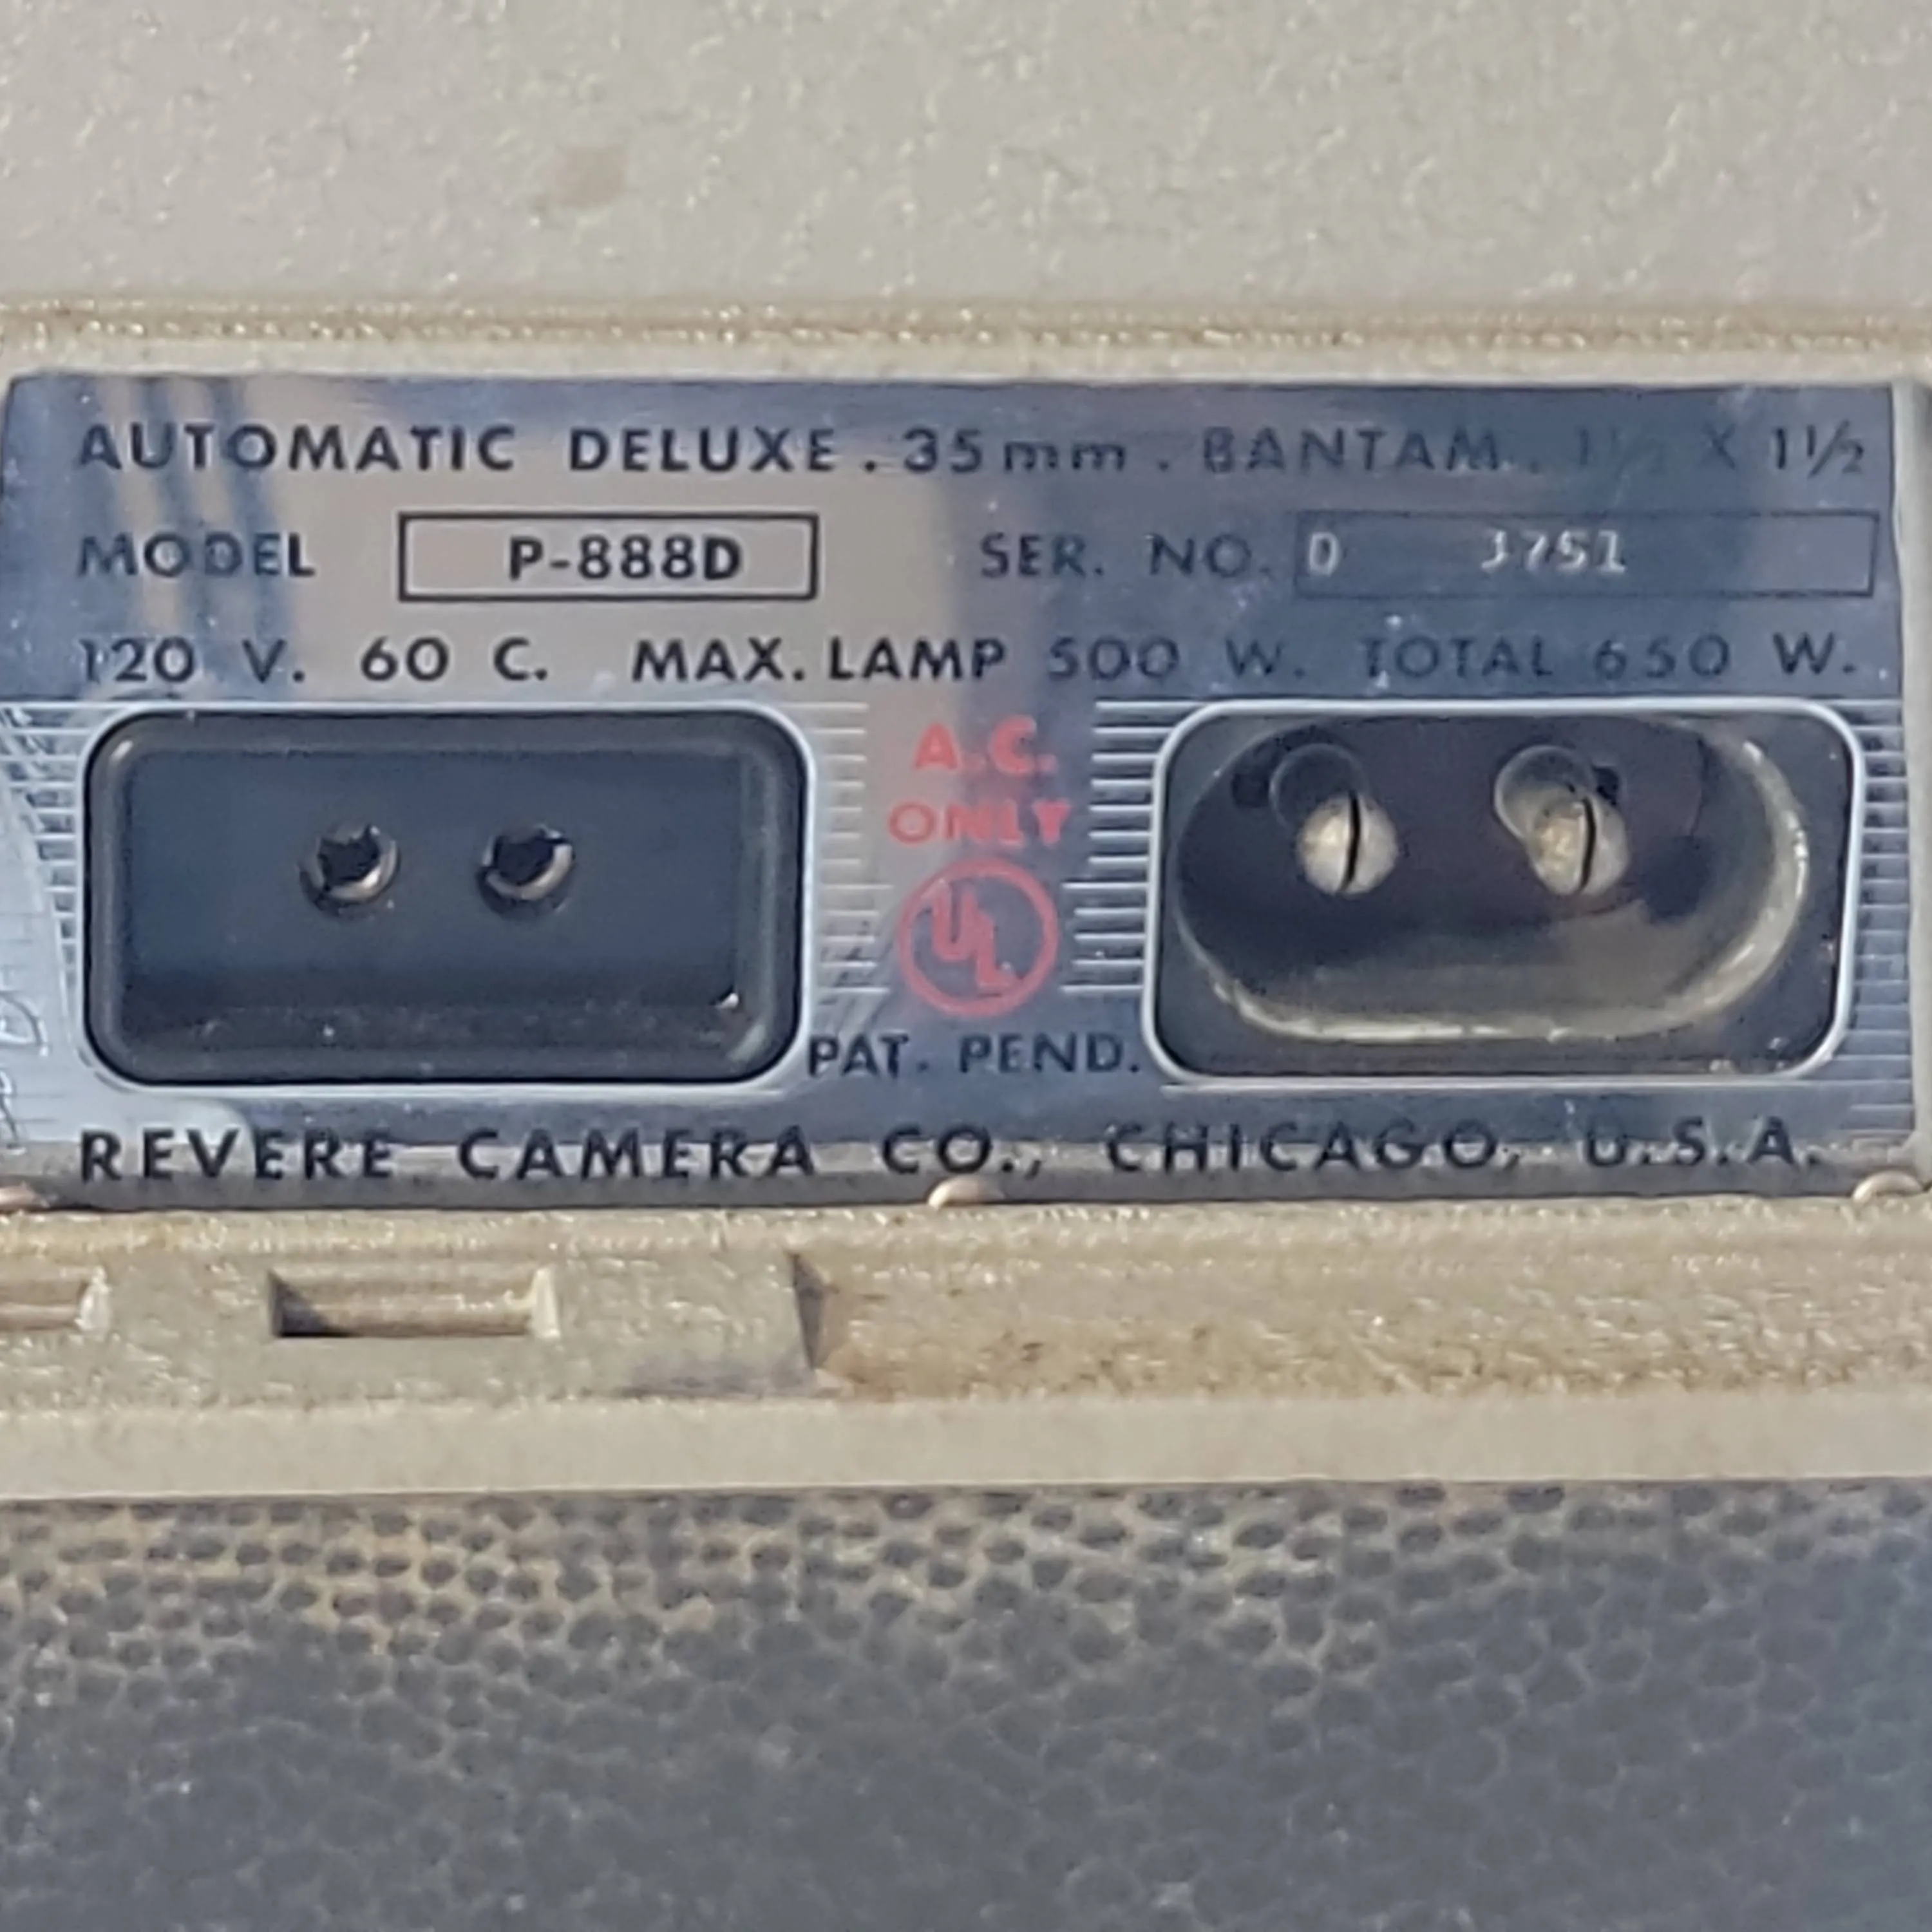 AUTOMATIC DELUXE . 35mm . BANTAM . 1½ X 1½
MODEL P-888D SER. NO. D 3751
120 V. 60 C. MAX. LAMP 500 W. TOTAL 650 W.
A.C.
ONLY
UL
PAT. PEND.
REVERE CAMERA CO., CHICAGO, U.S.A.